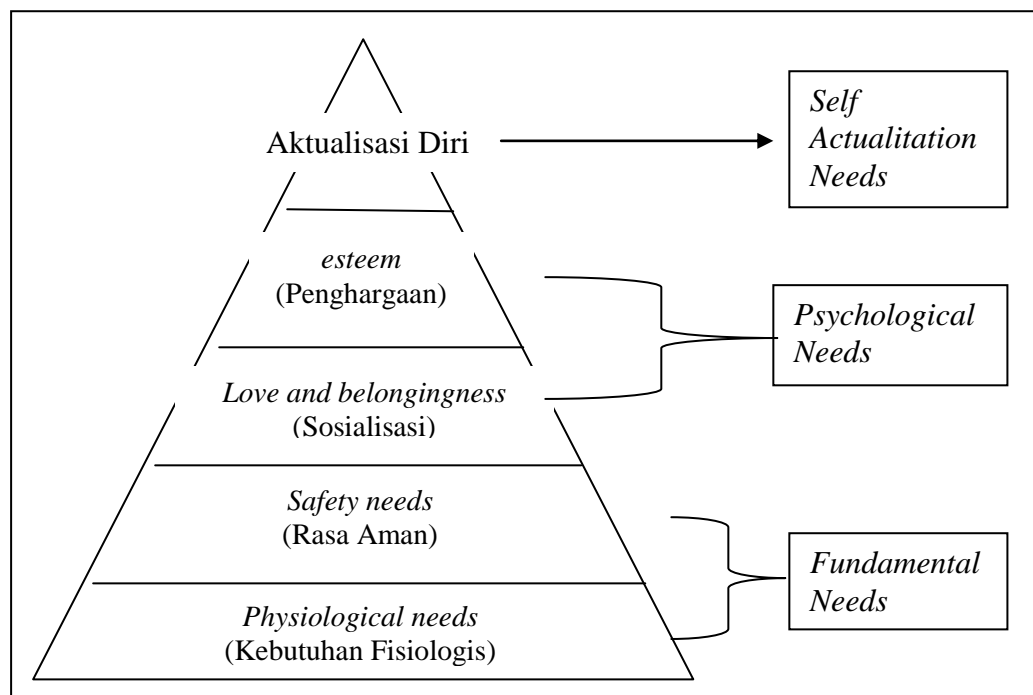 Aktualisasi Diri
Self
Actualitation
Needs
esteem
(Penghargaan)
Psychological
Needs
Love and belongingness
(Sosialisasi)
Safety needs
(Rasa Aman)
Fundamental
Needs
Physiological needs
(Kebutuhan Fisiologis)